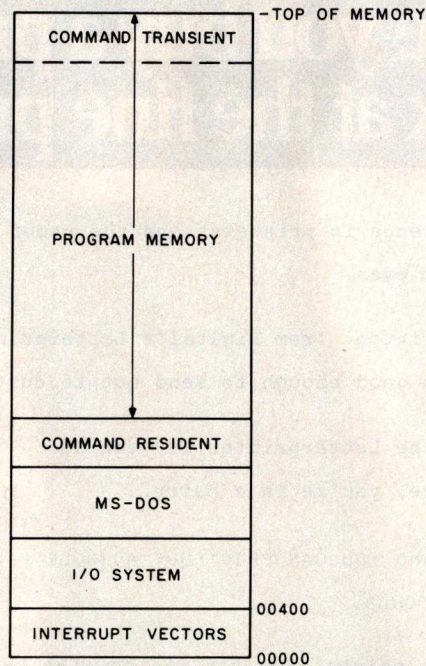 -TOP OF MEMORY
COMMAND TRANSIENT
PROGRAM MEMORY
COMMAND RESIDENT
MS-DOS
I/O SYSTEM
00400
INTERRUPT VECTORS
00000